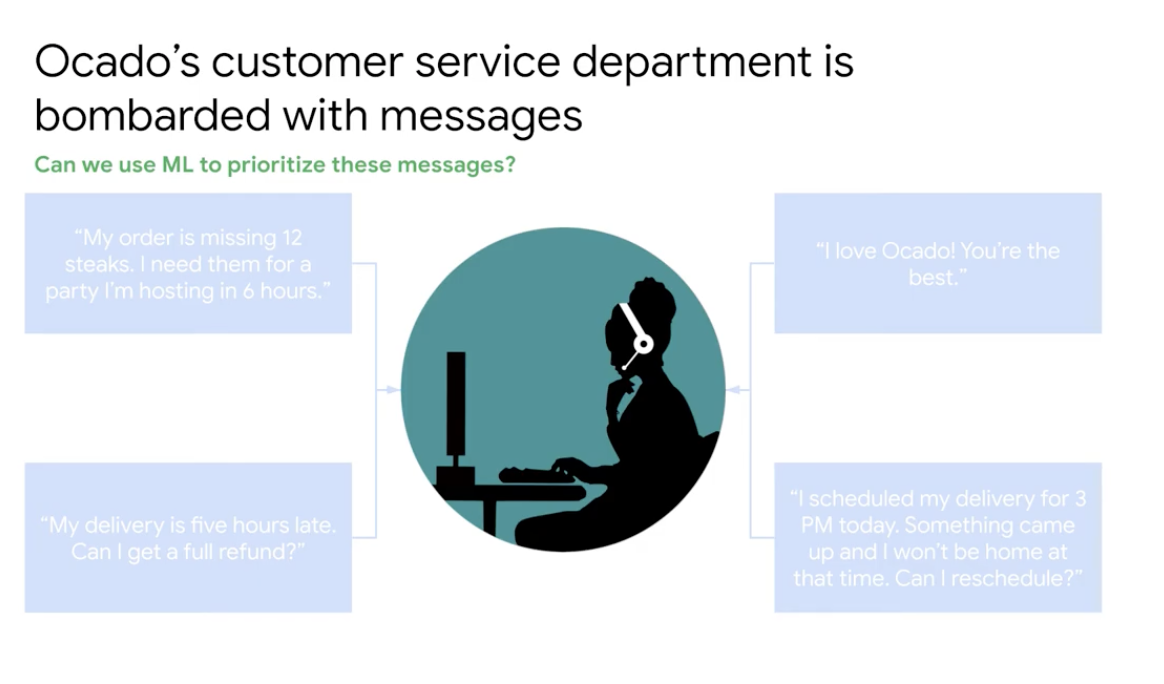 Ocado’s customer service department is
bombarded with messages
Can we use ML to prioritize these messages?
“My order is missing 12
steaks. I need them for a
party I’m hosting in 6 hours.”
“I love Ocado! You’re the
best.”
“My delivery is five hours late.
Can I get a full refund?”
“I scheduled my delivery for 3
PM today. Something came
up and I won’t be home at
that time. Can I reschedule?”